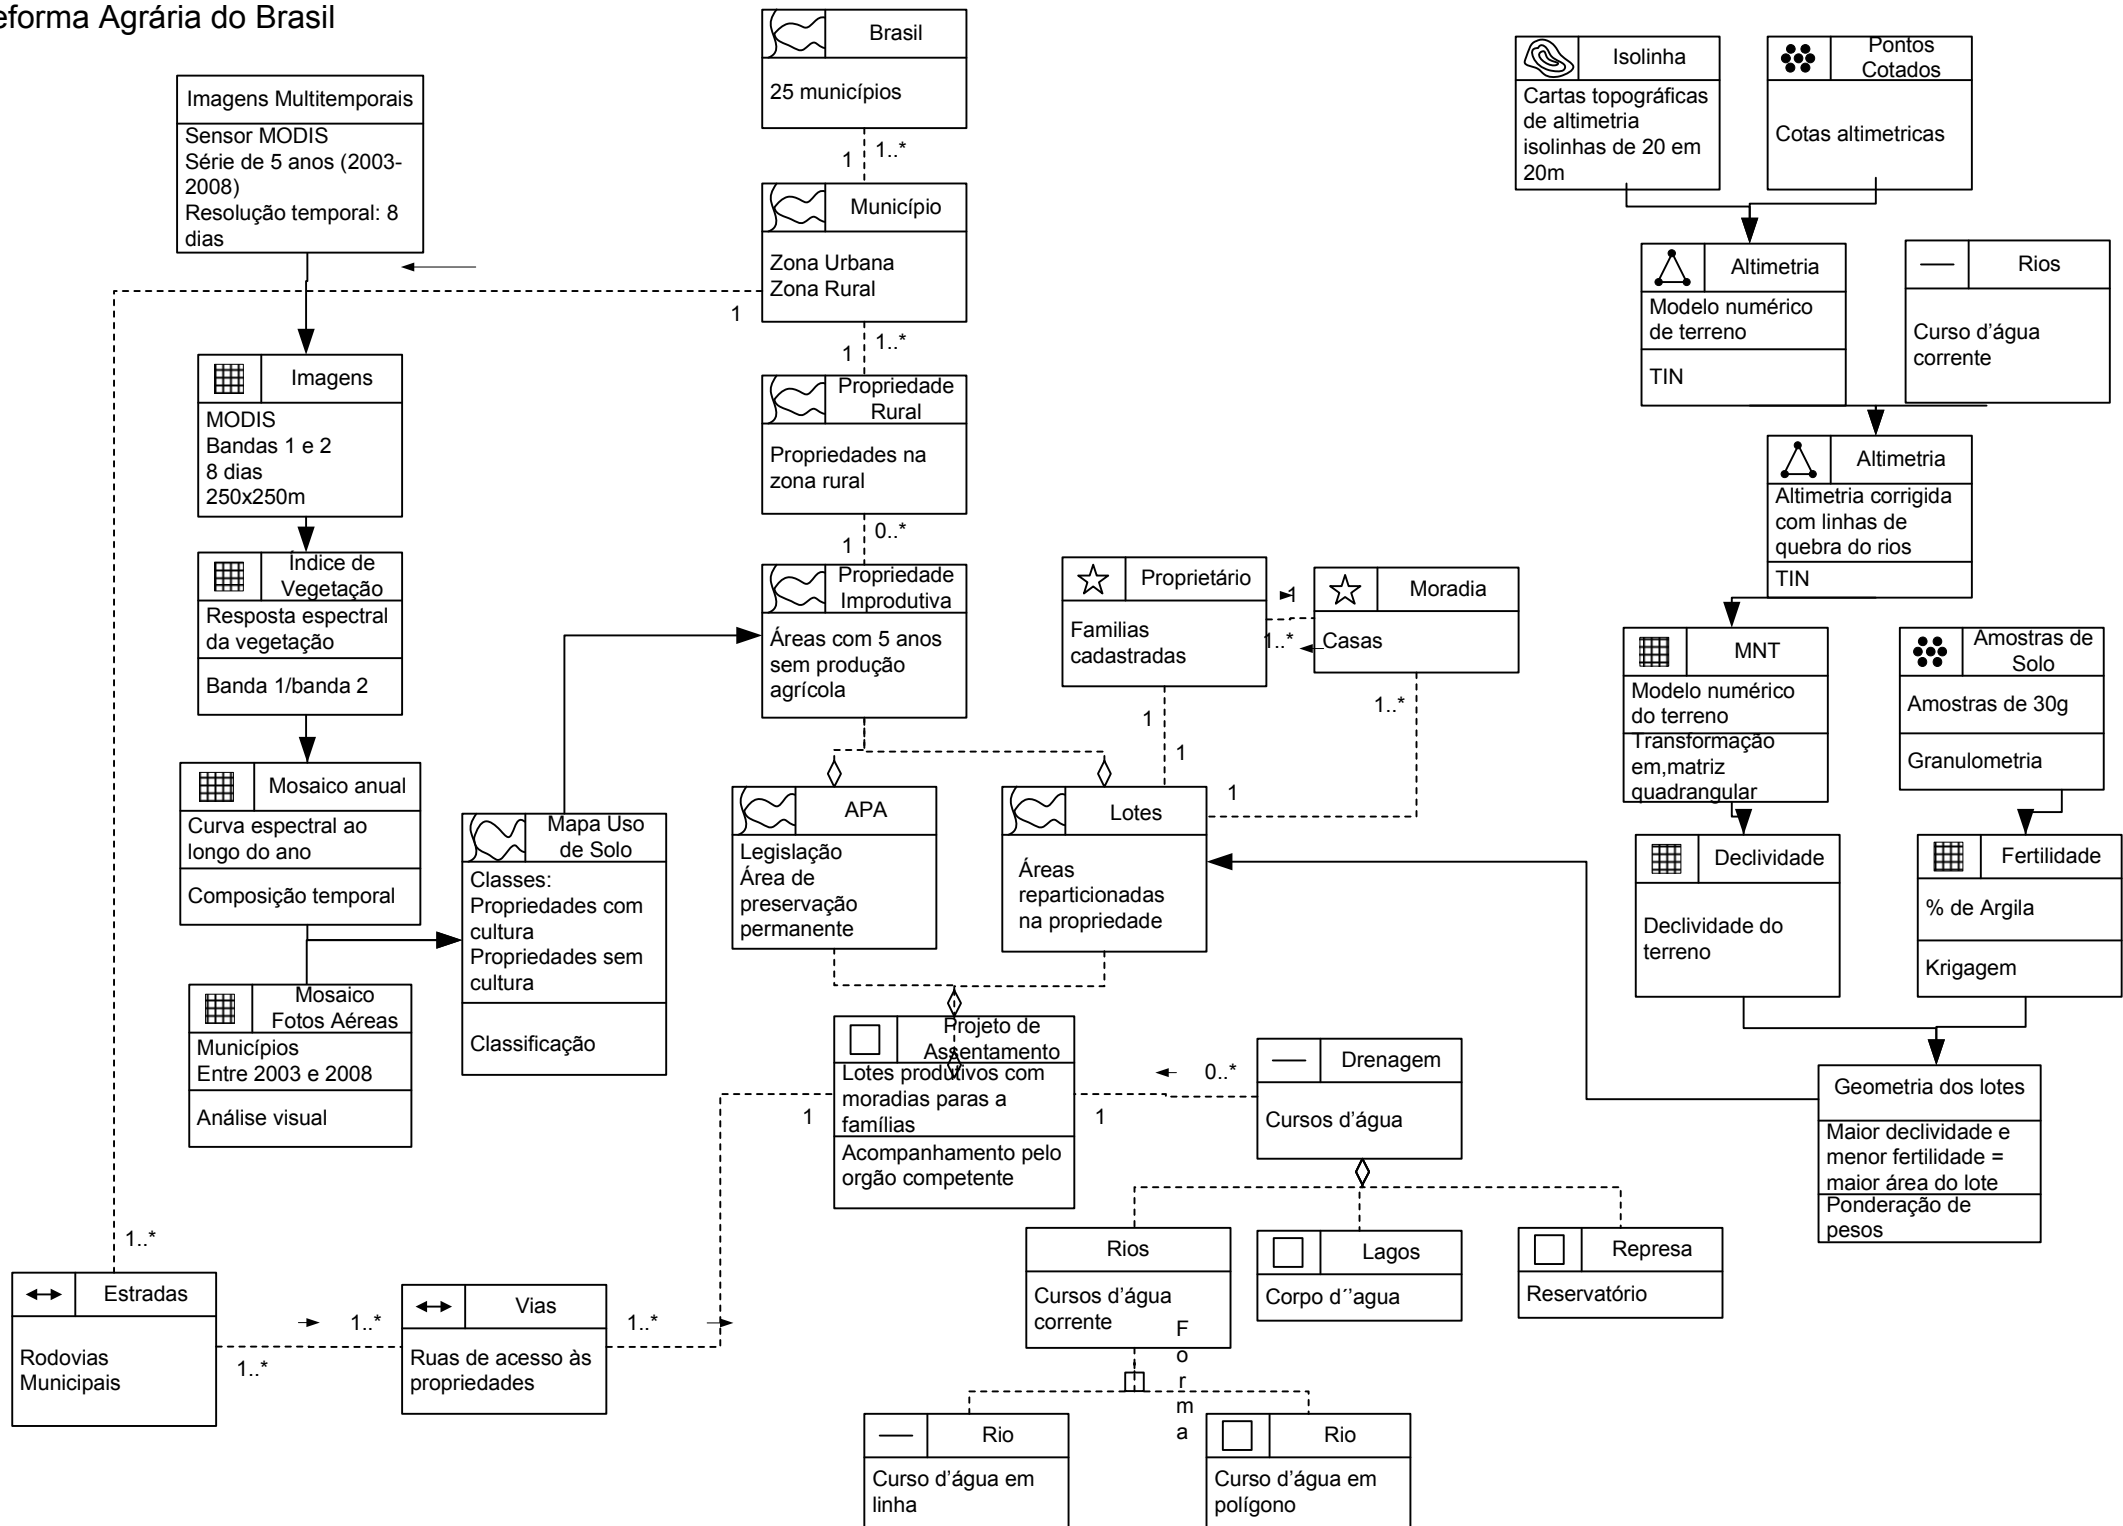 eforma Agrária do Brasil
Brasil
25 municípios
1
1..*
Município
Zona Urbana
Zona Rural
1
1
1..*
Propriedade
Rural
Propriedades na
zona rural
0..*
1
Propriedade
Improdutiva
Áreas com 5 anos
sem produção
agrícola
Imagens Multitemporais
Sensor MODIS
Série de 5 anos (2003-
2008)
Resolução temporal: 8
dias
Imagens
MODIS
Bandas 1 e 2
8 dias
250x250m
Índice de
Vegetação
Resposta espectral
da vegetação
Banda 1/banda 2
Mosaico anual
Curva espectral ao
longo do ano
Composição temporal
Mosaico
Fotos Aéreas
Municípios
Entre 2003 e 2008
Análise visual
Mapa Uso
de Solo
Classes:
Propriedades com
cultura
Propriedades sem
cultura
Classificação
APA
Legislação
Área de
preservação
permanente
Lotes
Áreas
reparticionadas
na propriedade
Proprietário
Familias
cadastradas
1
1..*
Moradia
Casas
1..*
1
1
1
Isolinha
Cartas topográficas
de altimetria
isolinhas de 20 em
20m
Pontos
Cotados
Cotas altimetricas
Altimetria
Modelo numérico
de terreno
TIN
Rios
Curso d’água
corrente
Altimetria
Altimetria corrigida
com linhas de
quebra do rios
TIN
MNT
Modelo numérico
do terreno
Transformação
em,matriz
quadrangular
Amostras de
Solo
Amostras de 30g
Granulometria
Declividade
Declividade do
terreno
Fertilidade
% de Argila
Krigagem
Geometria dos lotes
Maior declividade e
menor fertilidade =
maior área do lote
Ponderação de
pesos
Projeto de
Assentamento
Lotes produtivos com
moradias paras a
famílias
Acompanhamento pelo
orgão competente
1
1
0..*
Drenagem
Cursos d’água
Rios
Cursos d’água
corrente
Lagos
Corpo d´’agua
Represa
Reservatório
F
o
r
m
a
Rio
Curso d’água em
linha
Rio
Curso d’água em
polígono
1..*
Estradas
Rodovias
Municipais
1..*
1..*
Vias
Ruas de acesso às
propriedades
1..*